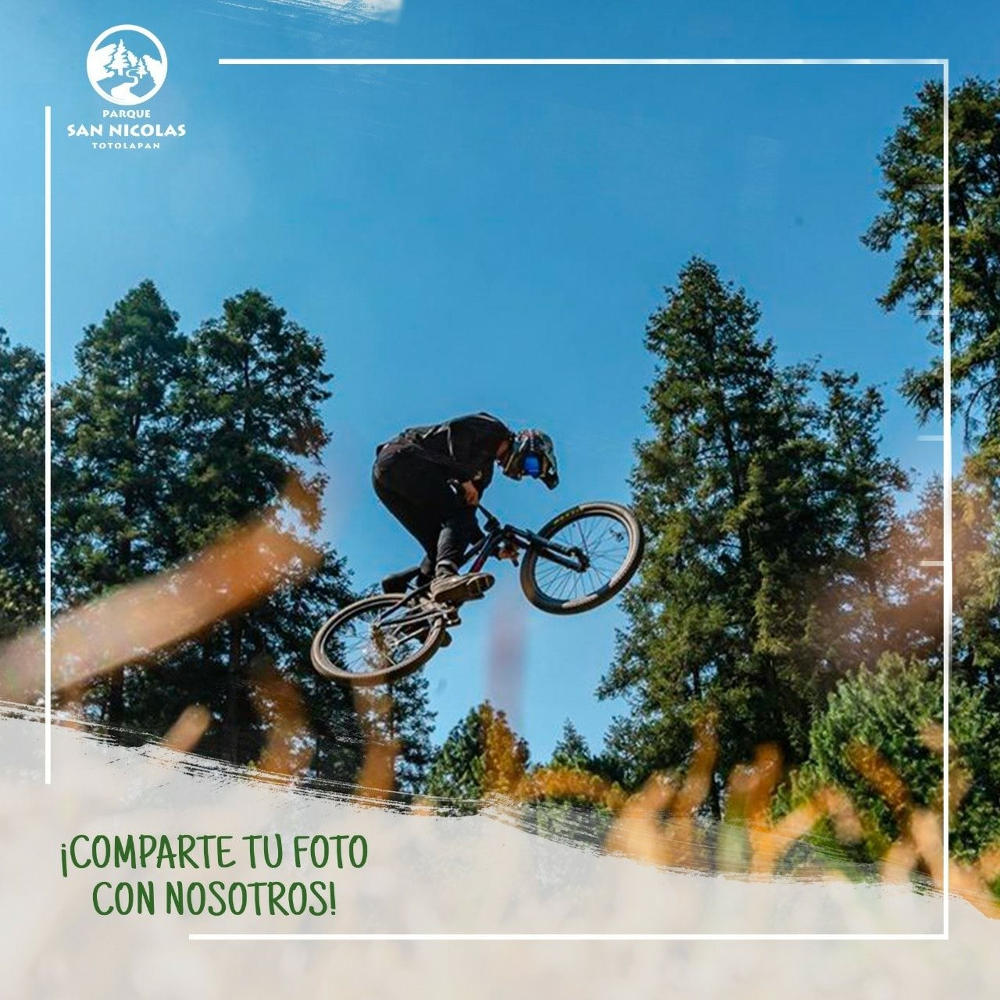 PARQUE
SAN NICOLAS
TOTOLAPAN
¡COMPARTE TU FOTO
CON NOSOTROS!